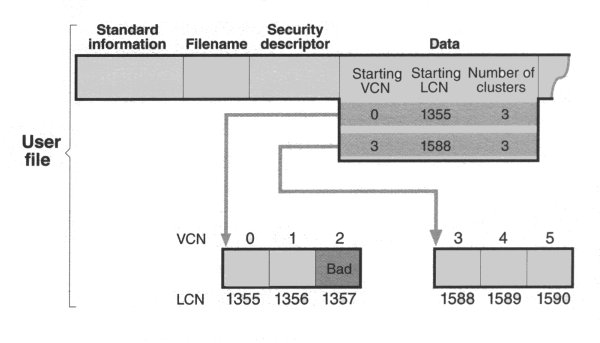 Standard information
Filename
Security descriptor
Data
Starting VCN
Starting LCN
Number of clusters
0 1355 3
3 1588 3
User file
VCN 0 1 2 3 4 5
Bad
LCN 1355 1356 1357 1588 1589 1590